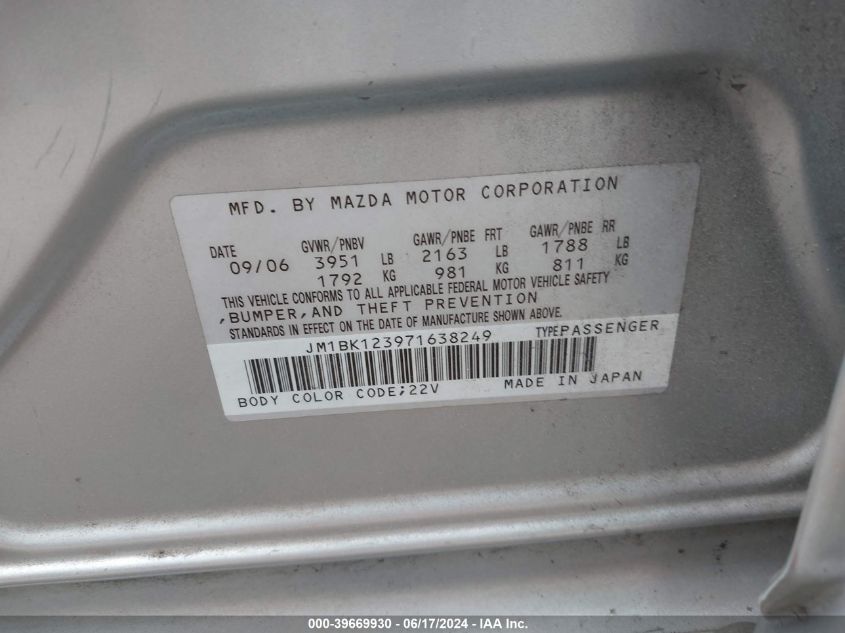 MFD. BY MAZDA MOTOR CORPORATION
DATE GVWR/PNBV GAWR/PNBE FRT GAWR/PNBE RR
09/06 3951 LB 2163 LB 1788 LB
1792 KG 981 KG 811 KG
THIS VEHICLE CONFORMS TO ALL APPLICABLE FEDERAL MOTOR VEHICLE SAFETY
,BUMPER,AND THEFT PREVENTION
STANDARDS IN EFFECT ON THE DATE OF MANUFACTURE SHOWN ABOVE.
JM1BK123971638249 TYPEPASSENGER
BODY COLOR CODE;22V MADE IN JAPAN
000-39669930 - 06/17/2024 - IAA Inc.